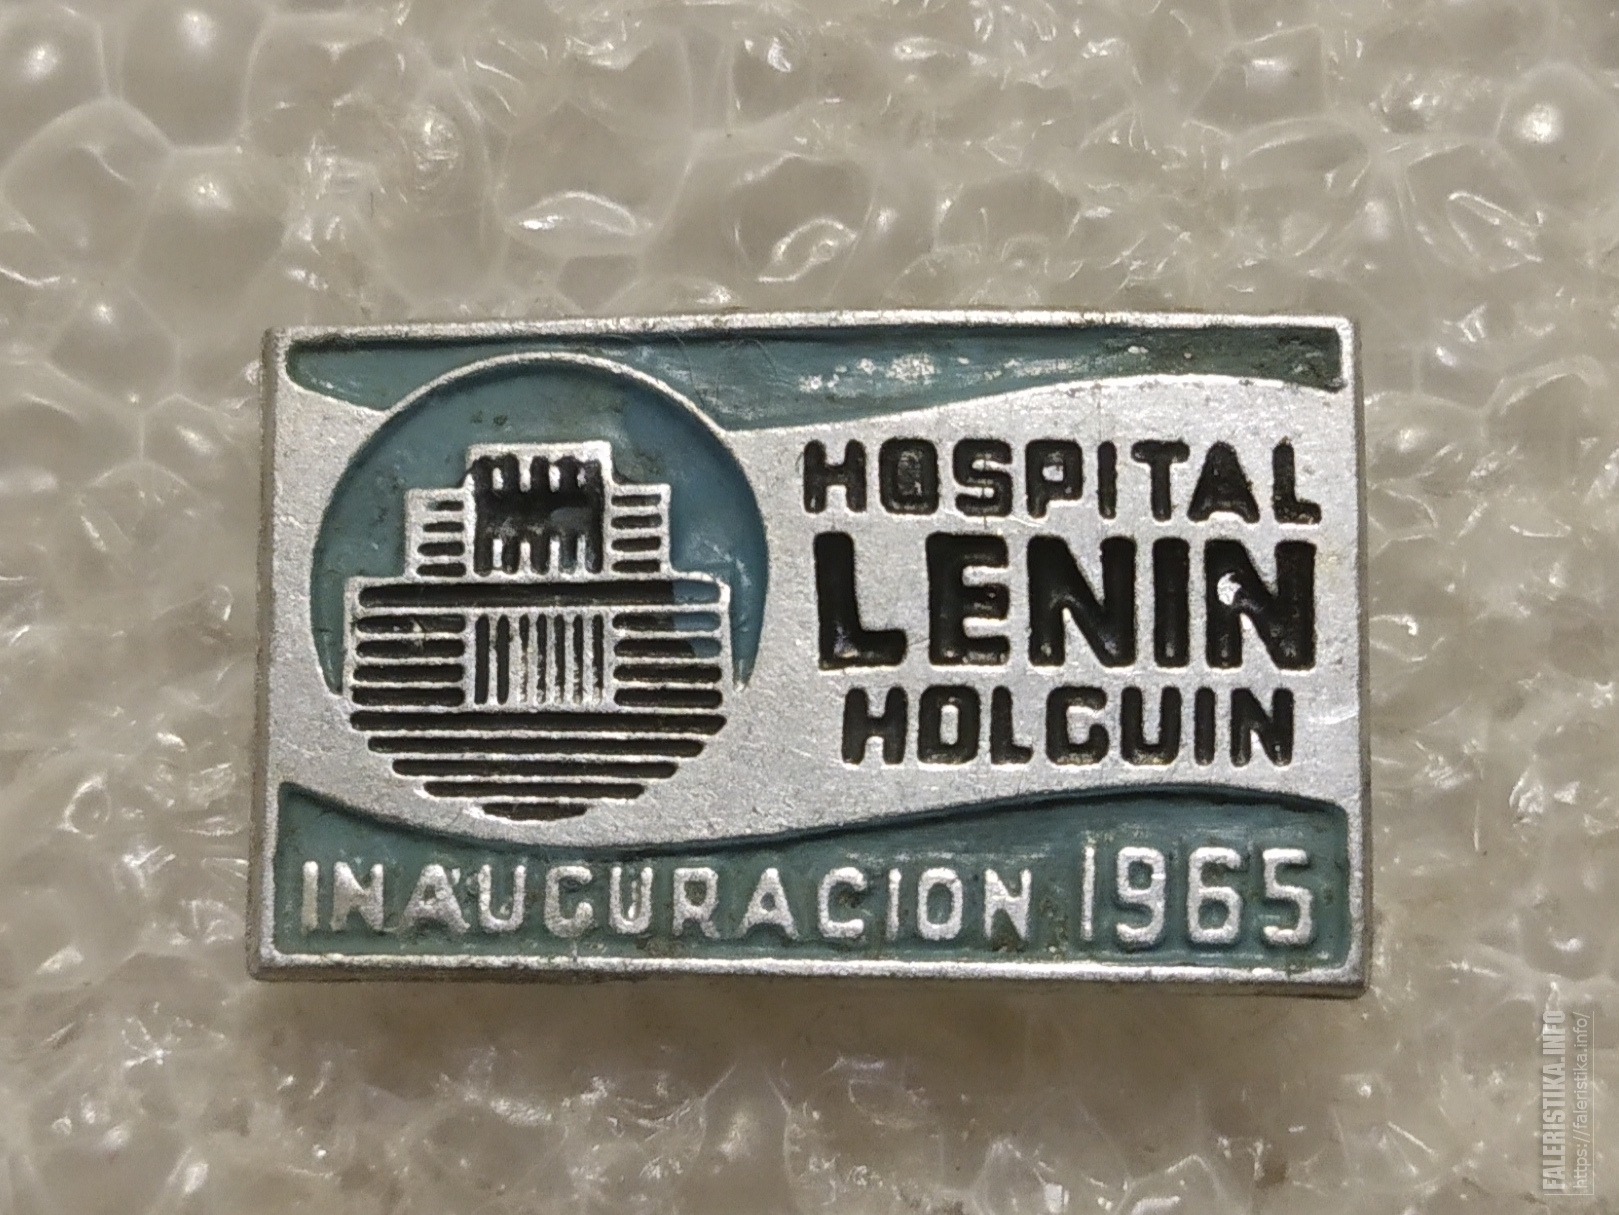 HOSPITAL
LENIN
HOLGUIN
INAUGURACION 1965
FALERISTIKA.INFO
https://faleristika.info/